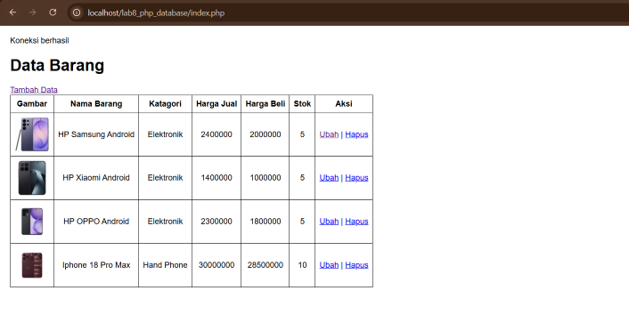 localhost/lab8_php_database/index.php
Koneksi berhasil
Data Barang
Tambah Data
Gambar Nama Barang Katagori Harga Jual Harga Beli Stok Aksi
HP Samsung Android Elektronik 2400000 2000000 5 Ubah | Hapus
HP Xiaomi Android Elektronik 1400000 1000000 5 Ubah | Hapus
HP OPPO Android Elektronik 2300000 1800000 5 Ubah | Hapus
Iphone 18 Pro Max Hand Phone 30000000 28500000 10 Ubah | Hapus